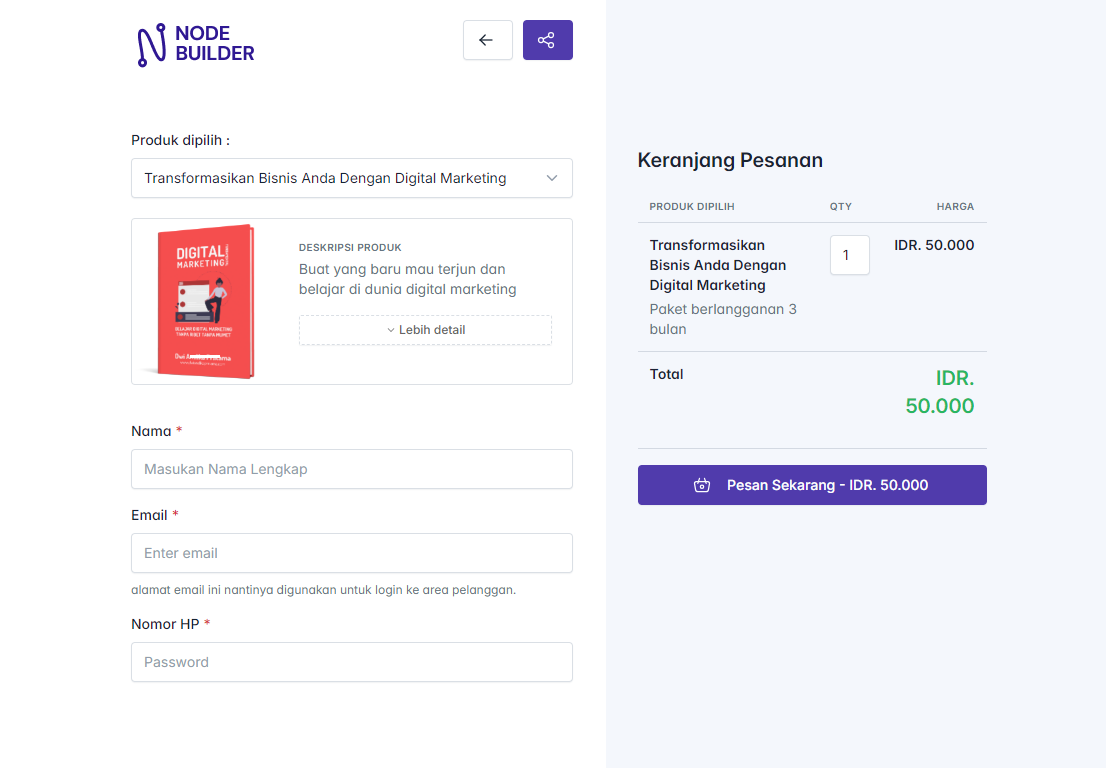 NODE
BUILDER
Produk dipilih :
Transformasikan Bisnis Anda Dengan Digital Marketing
DIGITAL
MARKETING
BELAJAR DIGITAL MARKETING
TANPA RIBET TANPA MUMET
DESKRIPSI PRODUK
Buat yang baru mau terjun dan
belajar di dunia digital marketing
Lebih detail
Nama *
Masukan Nama Lengkap
Email *
Enter email
alamat email ini nantinya digunakan untuk login ke area pelanggan.
Nomor HP *
Password
Keranjang Pesanan
PRODUK DIPILIH QTY HARGA
Transformasikan 1 IDR. 50.000
Bisnis Anda Dengan
Digital Marketing
Paket berlangganan 3
bulan
Total IDR.
50.000
Pesan Sekarang - IDR. 50.000